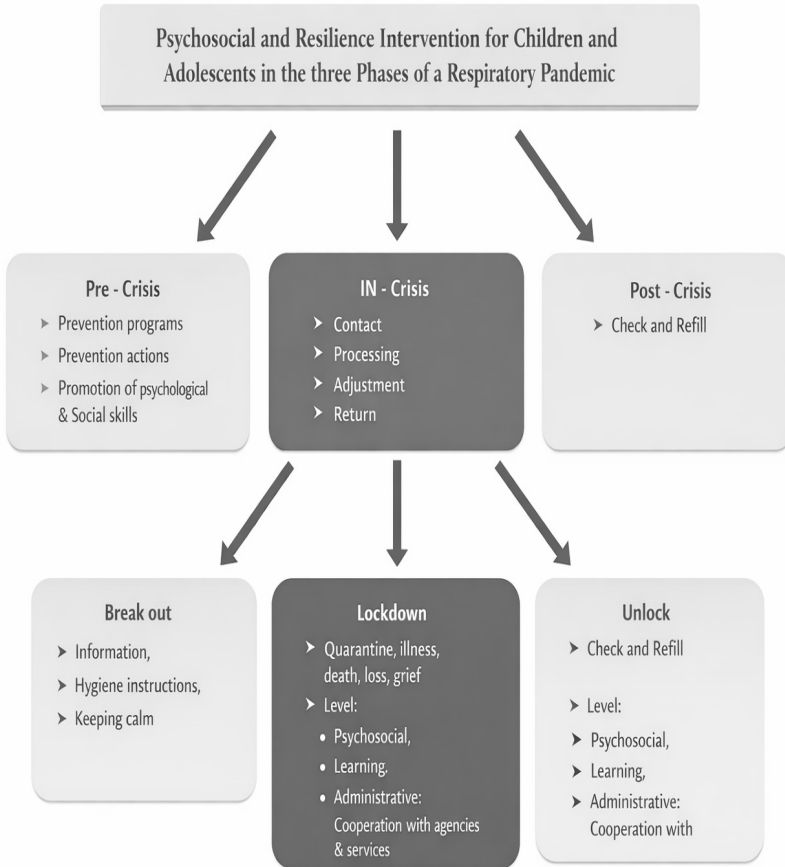 Psychosocial and Resilience Intervention for Children and
Adolescents in the three Phases of a Respiratory Pandemic
Pre - Crisis
Prevention programs
Prevention actions
Promotion of psychological
& Social skills
IN - Crisis
Contact
Processing
Adjustment
Return
Post - Crisis
Check and Refill
Break out
Information,
Hygiene instructions,
Keeping calm
Lockdown
Quarantine, illness,
death, loss, grief
Level:
Psychosocial,
Learning.
Administrative:
Cooperation with agencies
& services
Unlock
Check and Refill
Level:
Psychosocial,
Learning,
Administrative:
Cooperation with